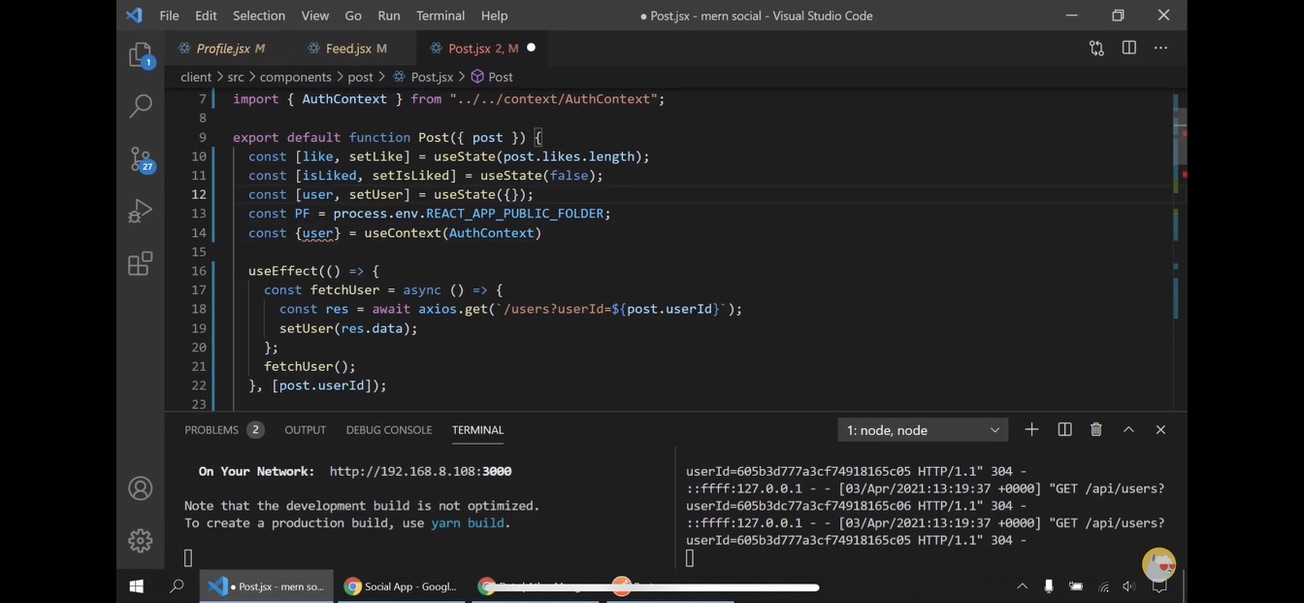 File Edit Selection View Go Run Terminal Help
● Post.jsx - mern social - Visual Studio Code
Profile.jsx M
Feed.jsx M
Post.jsx 2, M ●
client > src > components > post > Post.jsx > Post
1
27
7 import { AuthContext } from "../../context/AuthContext";
8
9 export default function Post({ post }) {
10 const [like, setLike] = useState(post.likes.length);
11 const [isLiked, setIsLiked] = useState(false);
12 const [user, setUser] = useState({});
13 const PF = process.env.REACT_APP_PUBLIC_FOLDER;
14 const {user} = useContext(AuthContext)
15
16 useEffect(() => {
17 const fetchUser = async () => {
18 const res = await axios.get(`/users?userId=${post.userId}`);
19 setUser(res.data);
20 };
21 fetchUser();
22 }, [post.userId]);
23
PROBLEMS 2 OUTPUT DEBUG CONSOLE TERMINAL
1: node, node
On Your Network: http://192.168.8.108:3000
Note that the development build is not optimized.
To create a production build, use yarn build.
userId=605b3d777a3cf74918165c05 HTTP/1.1" 304 -
::ffff:127.0.0.1 - - [03/Apr/2021:13:19:37 +0000] "GET /api/users?
userId=605b3dc77a3cf74918165c06 HTTP/1.1" 304 -
::ffff:127.0.0.1 - - [03/Apr/2021:13:19:37 +0000] "GET /api/users?
userId=605b3d777a3cf74918165c05 HTTP/1.1" 304 -
● Post.jsx - mern so...
Social App - Googl...